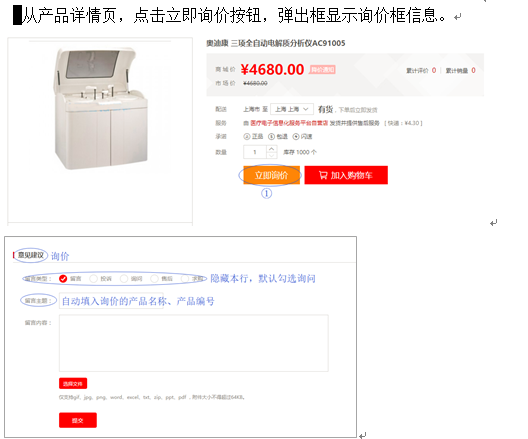 从产品详情页，点击立即询价按钮，弹出框显示询价框信息。
奥迪康 三项全自动电解质分析仪AC91005
商城价 ¥4680.00 降价通知 累计评价 0 累计销量 0
市场价 ¥4680.00
配送 上海市 至 上海 上海 有货，下单后立即发货
服务 由 医疗电子信息化服务平台自营店 发货并提供售后服务 [ 快递：¥4.30 ]
承诺 正品 包退 闪速
数量 1 库存 1000 个
立即询价 加入购物车
①
意见建议 询价
留言类型： 留言 投诉 询问 售后 求购 隐藏本行，默认勾选询问
留言主题： 自动填入询价的产品名称、产品编号
留言内容：
选择文件
仅支持gif、jpg、png、word、excel、txt、zip、ppt、pdf，附件大小不得超过64KB。
提交